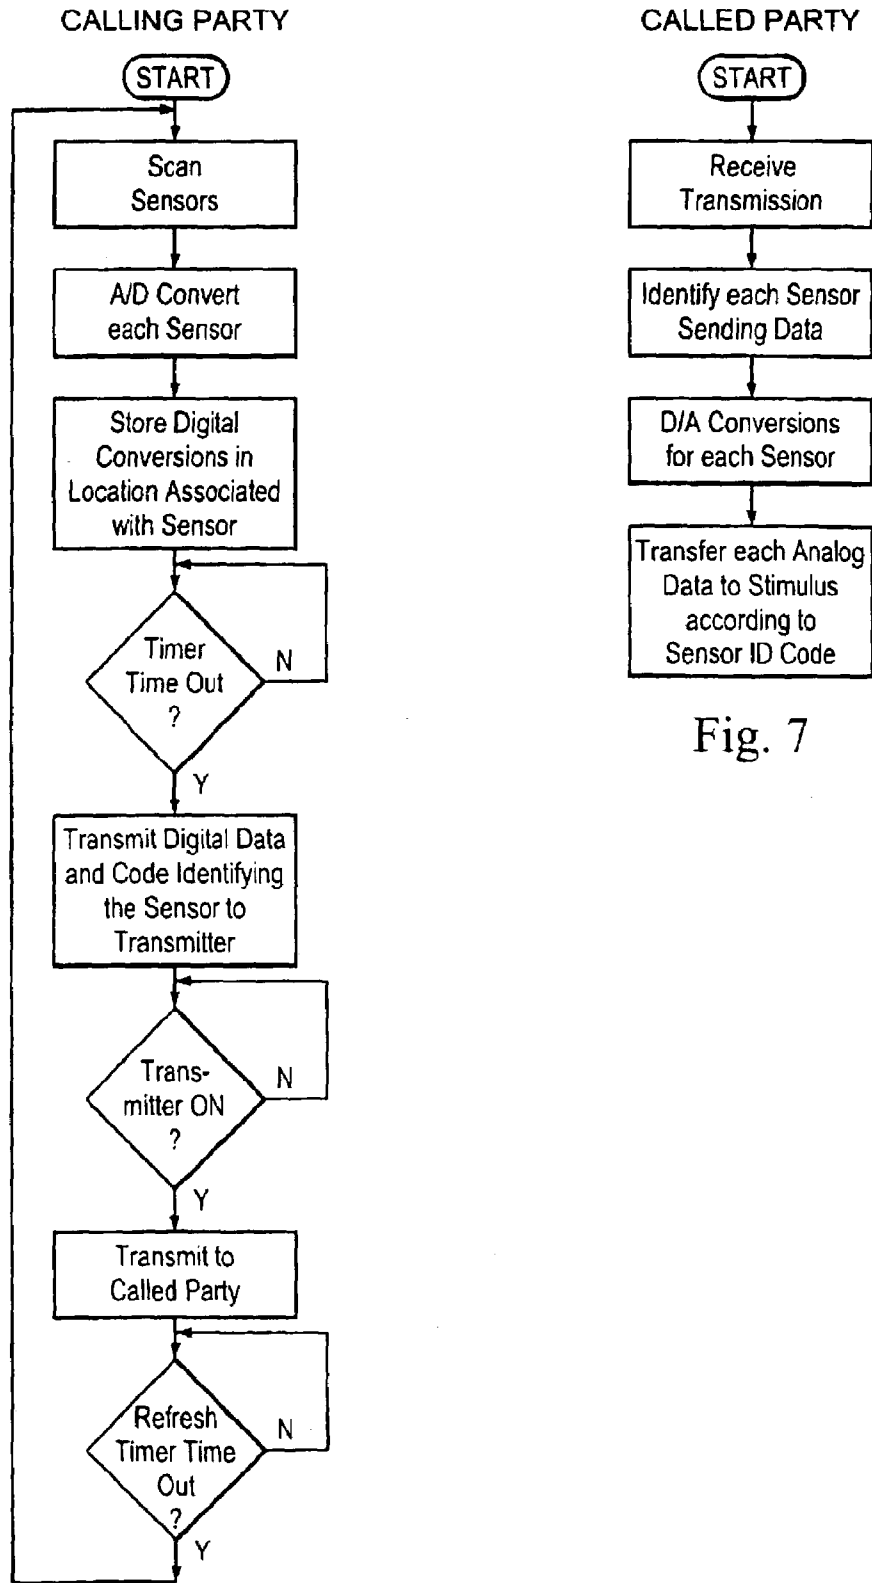 CALLING PARTY
START
Scan
Sensors
A/D Convert
each Sensor
Store Digital
Conversions in
Location Associated
with Sensor
Timer
Time Out
?
N
Y
Transmit Digital Data
and Code Identifying
the Sensor to
Transmitter
Trans-
mitter ON
?
N
Y
Transmit to
Called Party
Refresh
Timer Time
Out
?
N
Y
CALLED PARTY
START
Receive
Transmission
Identify each Sensor
Sending Data
D/A Conversions
for each Sensor
Transfer each Analog
Data to Stimulus
according to
Sensor ID Code
Fig. 7